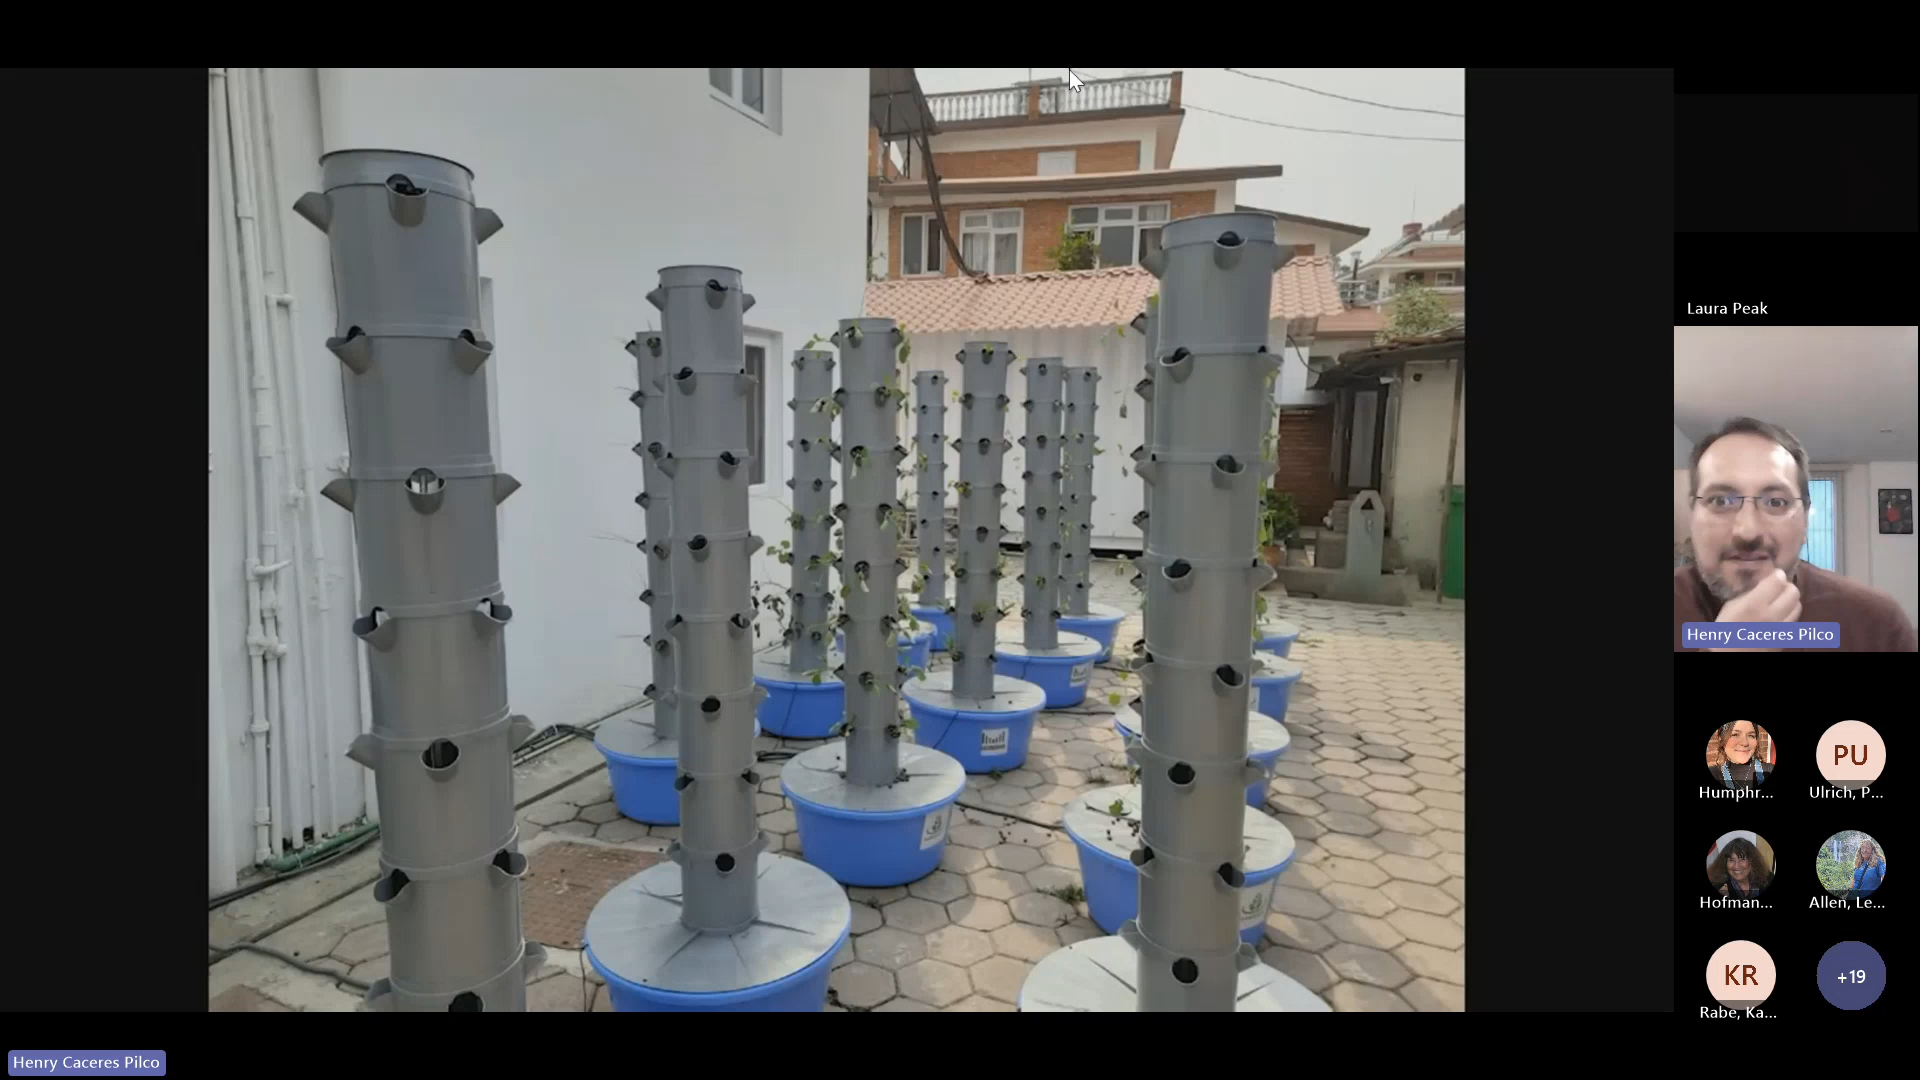 Laura Peak
Henry Caceres Pilco
Humphr...
PU
Ulrich, P...
Hofman...
Allen, Le...
KR
Rabe, Ka...
+19
Henry Caceres Pilco